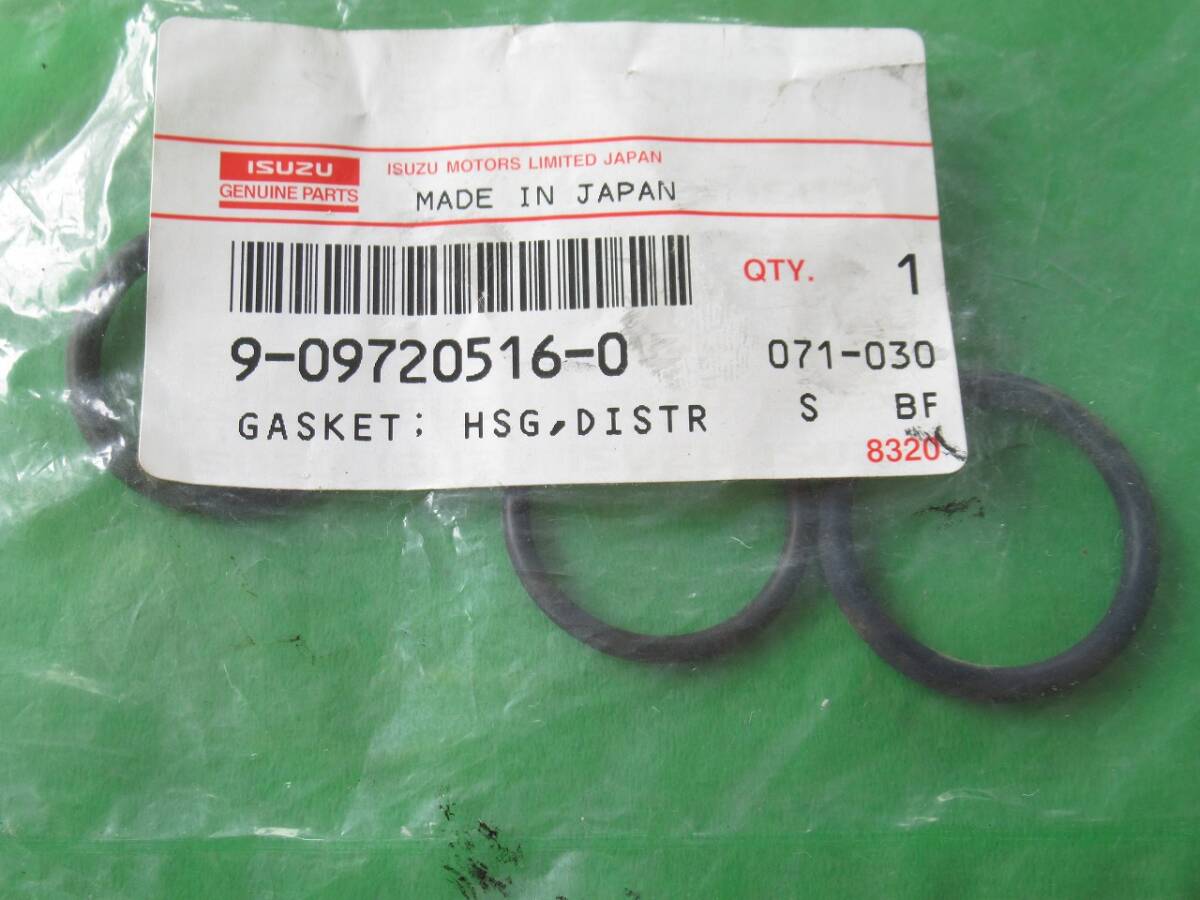 ISUZU
GENUINE PARTS
ISUZU MOTORS LIMITED JAPAN
MADE IN JAPAN
QTY. 1
9-09720516-0 071-030
GASKET; HSG,DISTR S BF
8320